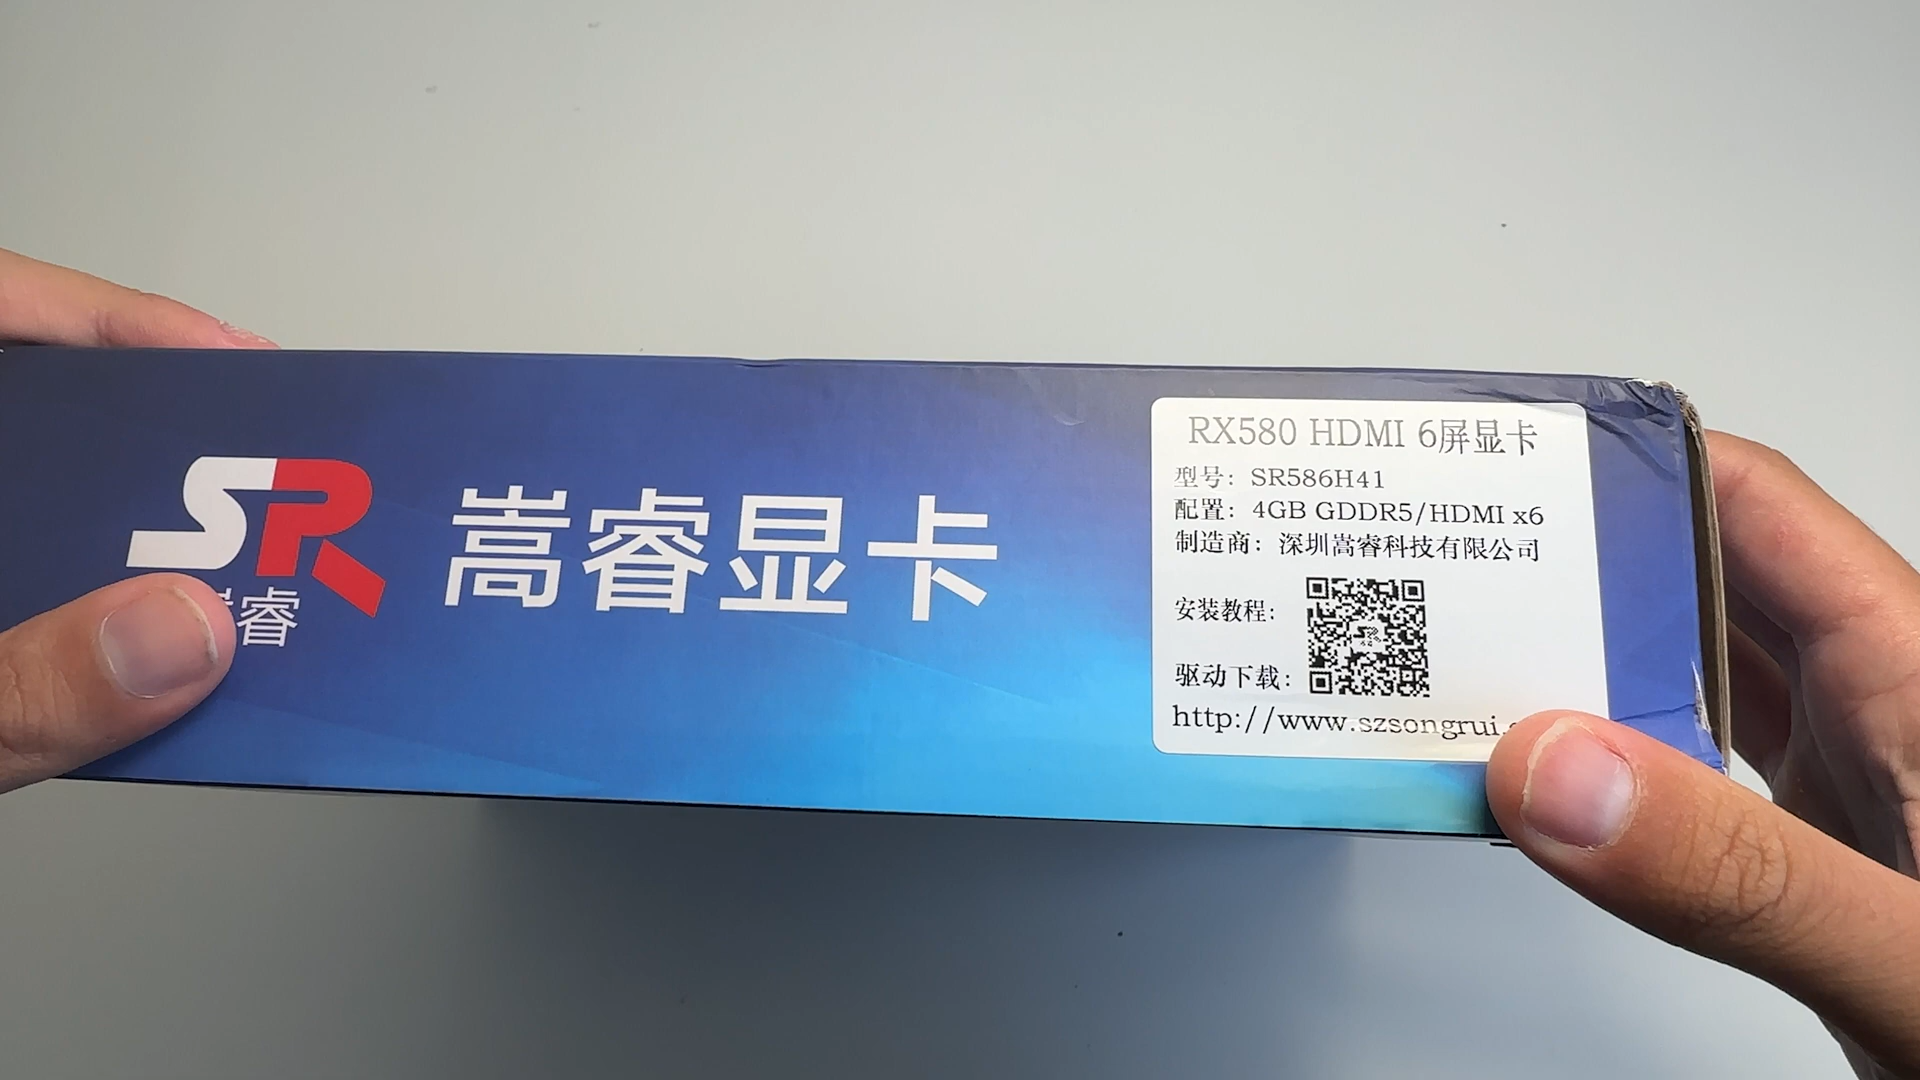 SR
睿
嵩睿显卡
RX580 HDMI 6屏显卡
型号：SR586H41
配置：4GB GDDR5/HDMI x6
制造商：深圳嵩睿科技有限公司
安装教程：
驱动下载：
http://www.szsongrui.